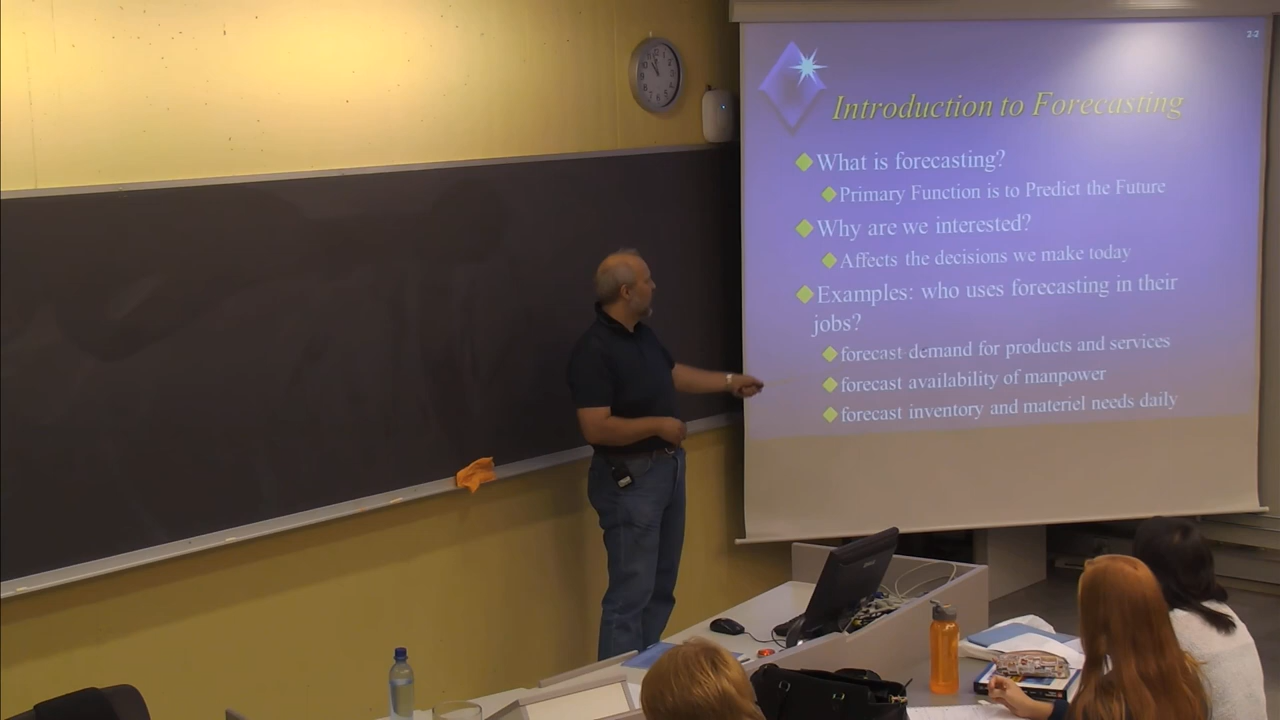 2-2
Introduction to Forecasting
What is forecasting?
Primary Function is to Predict the Future
Why are we interested?
Affects the decisions we make today
Examples: who uses forecasting in their
jobs?
forecast demand for products and services
forecast availability of manpower
forecast inventory and materiel needs daily